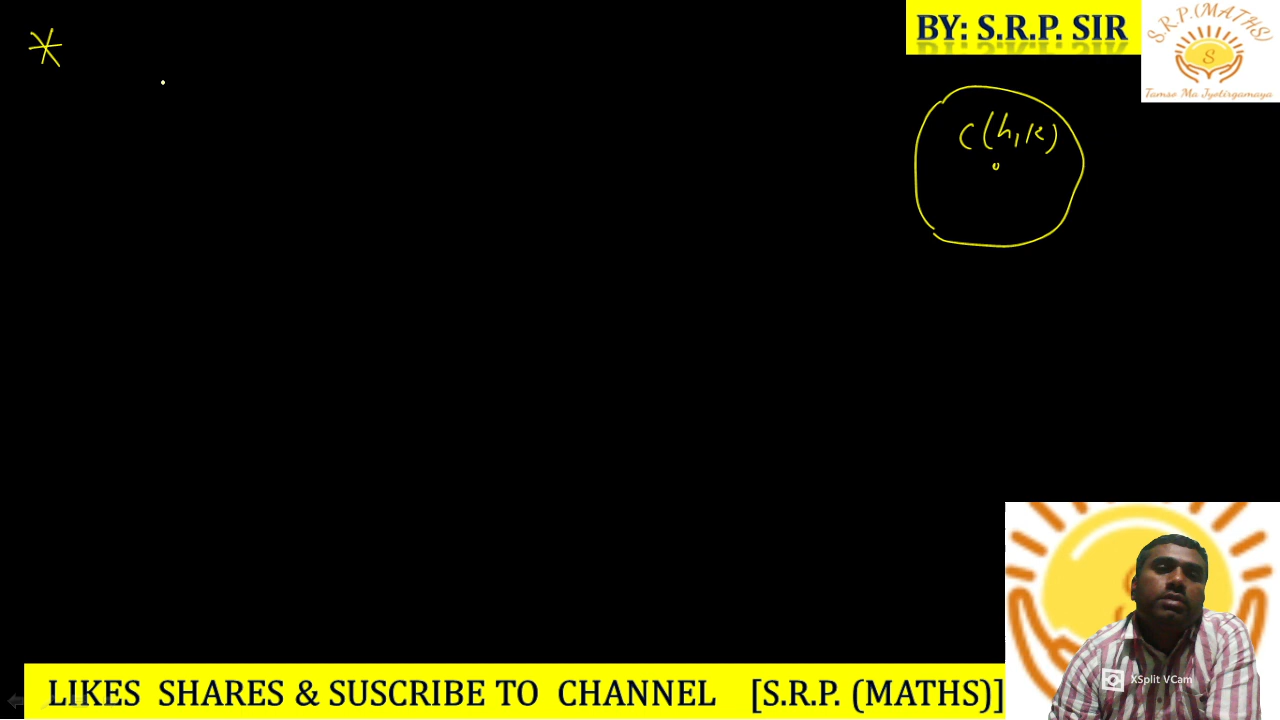 BY: S.R.P. SIR
S.R.P.(MATHS)
S
Tamso Ma Jyotirgamaya
C(h,k)
XSplit VCam
LIKES SHARES & SUSCRIBE TO CHANNEL [S.R.P. (MATHS)]